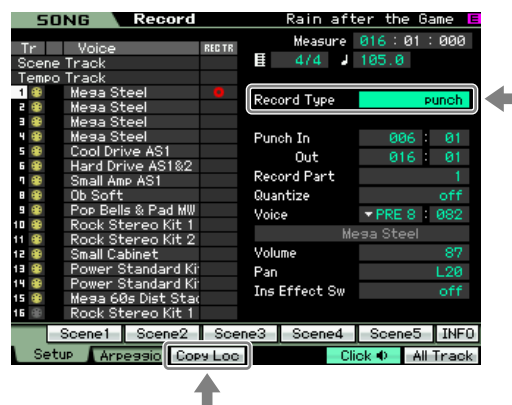 SONG Record Rain after the Game E
Measure 016 : 01 : 000
Tr Voice REC TR
4/4 105.0
Scene Track
Tempo Track
1 Mega Steel
2 Mega Steel
3 Mega Steel
4 Mega Steel
5 Cool Drive AS1
6 Hard Drive AS1&2
7 Small Amp AS1
8 Ob Soft
9 Pop Bells & Pad MW
10 Rock Stereo Kit 1
11 Rock Stereo Kit 2
12 Small Cabinet
13 Power Standard Ki
14 Power Standard Ki
15 Mega 60s Dist Stac
16 Rock Stereo Kit 1
Record Type punch
Punch In 006 : 01
Out 016 : 01
Record Part 1
Quantize off
Voice PRE 8 : 082
Mega Steel
Volume 87
Pan L20
Ins Effect Sw off
Scene1 Scene2 Scene3 Scene4 Scene5 INFO
Setup Arpeggio Copy Loc Click All Track